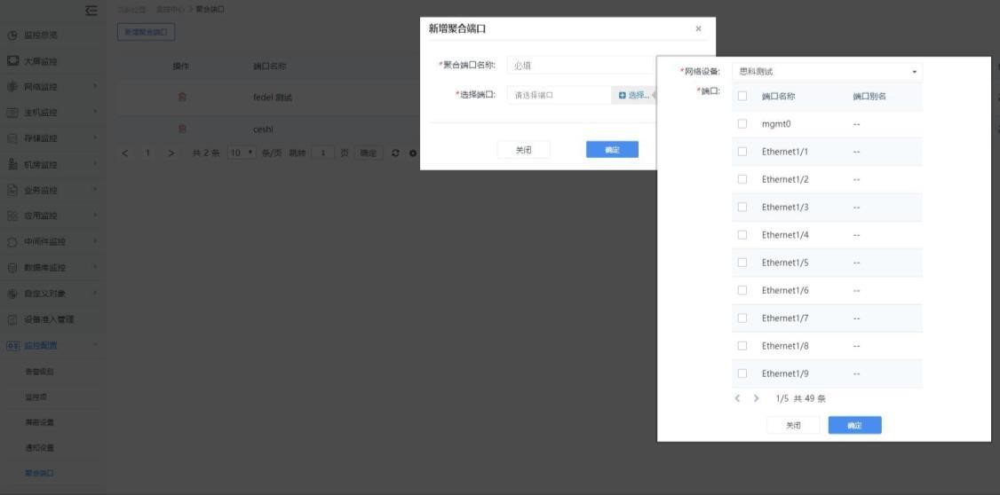 当前位置: 监控中心 > 聚合端口
监控总览
大屏监控
网络监控
主机监控
存储监控
机房监控
业务监控
应用监控
中间件监控
数据库监控
自定义对象
设备准入管理
监控配置
告警级别
监控项
屏蔽设置
通知设置
聚合端口
新增聚合端口
操作 端口名称
fedel 测试
ceshi
< 1 > 共 2 条 10 条/页 跳转 1 页 确定
新增聚合端口 ×
*聚合端口名称: 必填
*选择端口: 请选择端口 选择...
关闭 确定
*网络设备: 思科测试
*端口: 端口名称 端口别名
mgmt0 --
Ethernet1/1 --
Ethernet1/2 --
Ethernet1/3 --
Ethernet1/4 --
Ethernet1/5 --
Ethernet1/6 --
Ethernet1/7 --
Ethernet1/8 --
Ethernet1/9 --
< > 1/5 共 49 条
关闭 确定